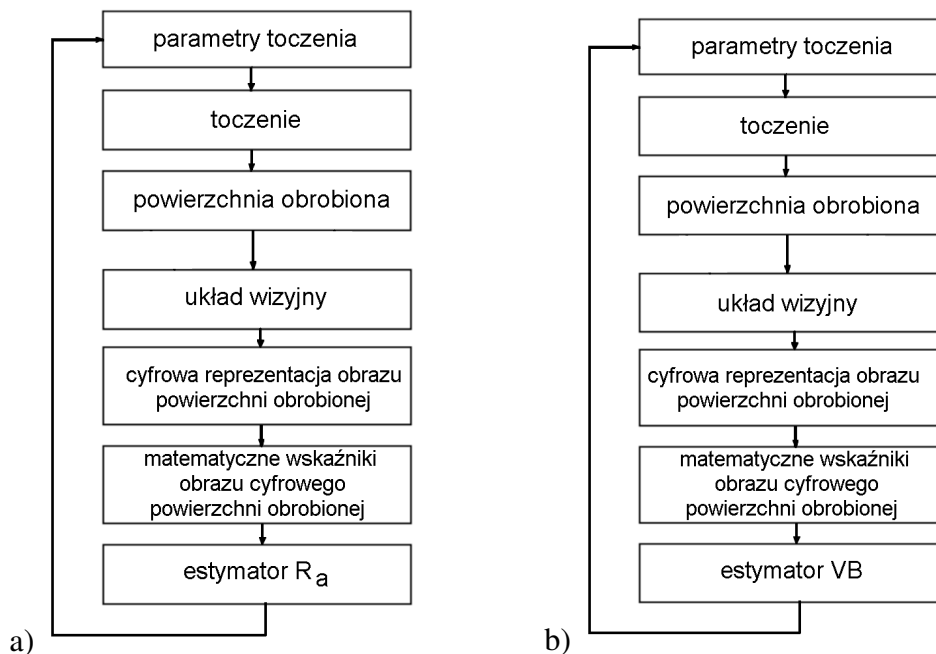 parametry toczenia
toczenie
powierzchnia obrobiona
układ wizyjny
cyfrowa reprezentacja obrazu
powierzchni obrobionej
matematyczne wskaźniki
obrazu cyfrowego
powierzchni obrobionej
estymator Ra
a)
parametry toczenia
toczenie
powierzchnia obrobiona
układ wizyjny
cyfrowa reprezentacja obrazu
powierzchni obrobionej
matematyczne wskaźniki
obrazu cyfrowego
powierzchni obrobionej
estymator VB
b)